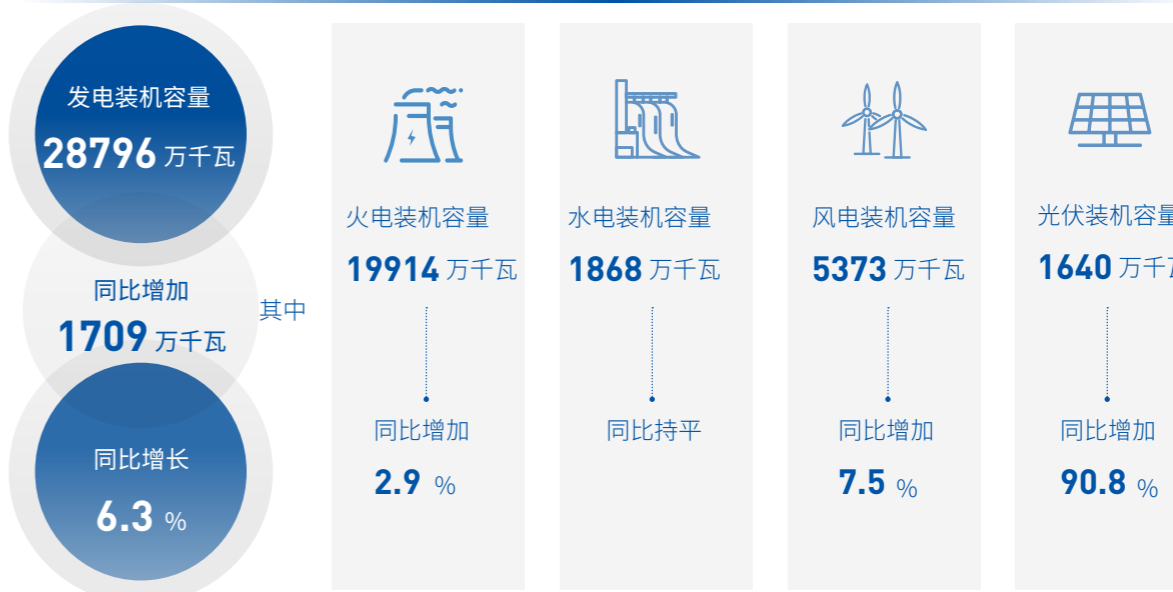 发电装机容量
28796 万千瓦
同比增加
1709 万千瓦
同比增长
6.3 %
其中
火电装机容量
19914 万千瓦
同比增加
2.9 %
水电装机容量
1868 万千瓦
同比持平
风电装机容量
5373 万千瓦
同比增加
7.5 %
光伏装机容量
1640 万千瓦
同比增加
90.8 %